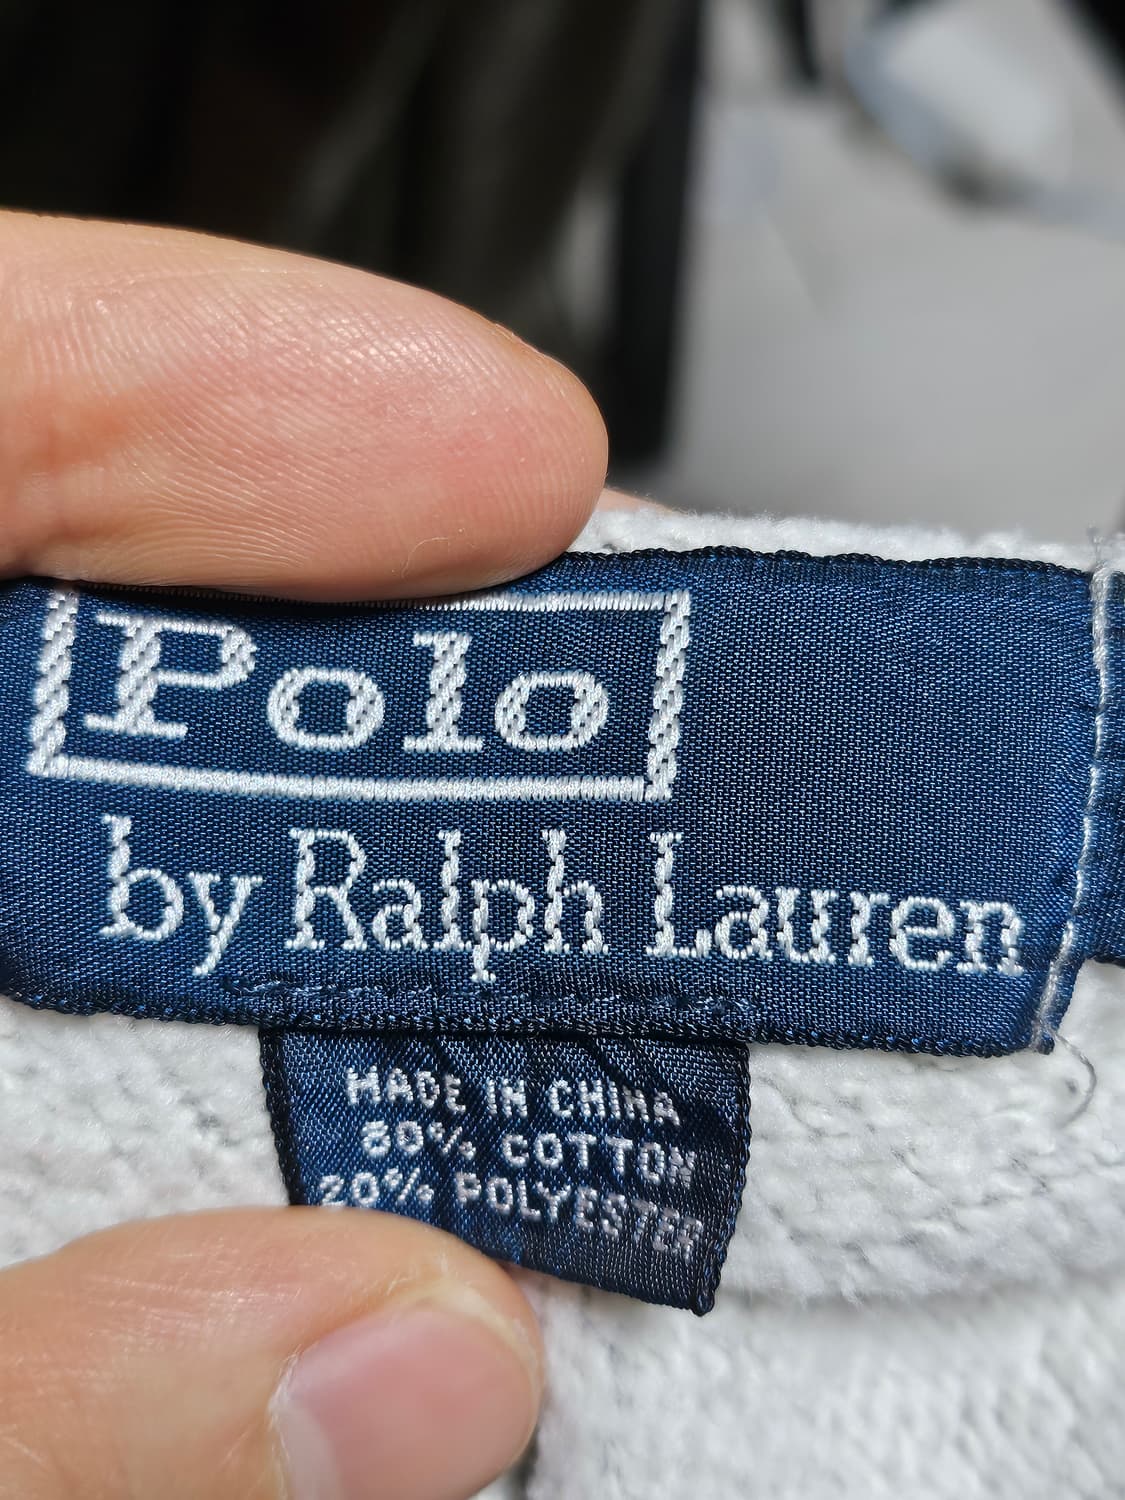 Polo
by Ralph Lauren
MADE IN CHINA
80% COTTON
20% POLYESTER